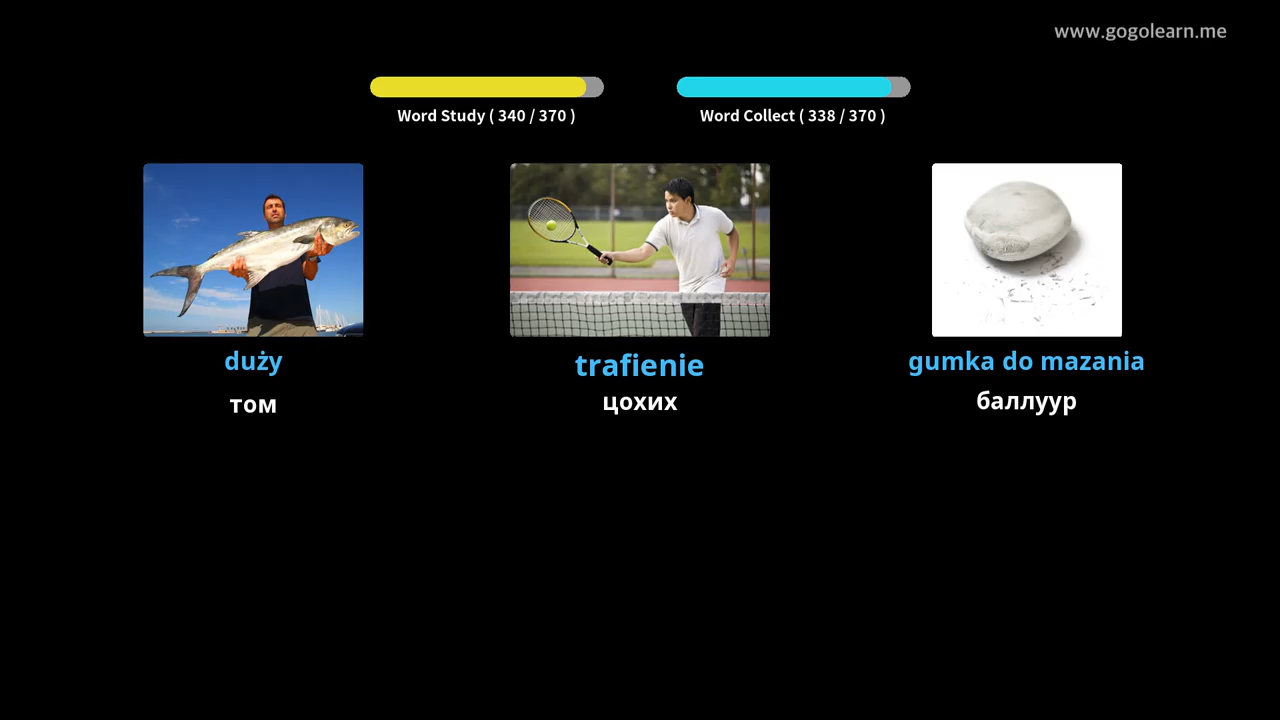 www.gogolearn.me
Word Study ( 340 / 370 )
Word Collect ( 338 / 370 )
duży
trafienie
gumka do mazania
том
цохих
баллуур